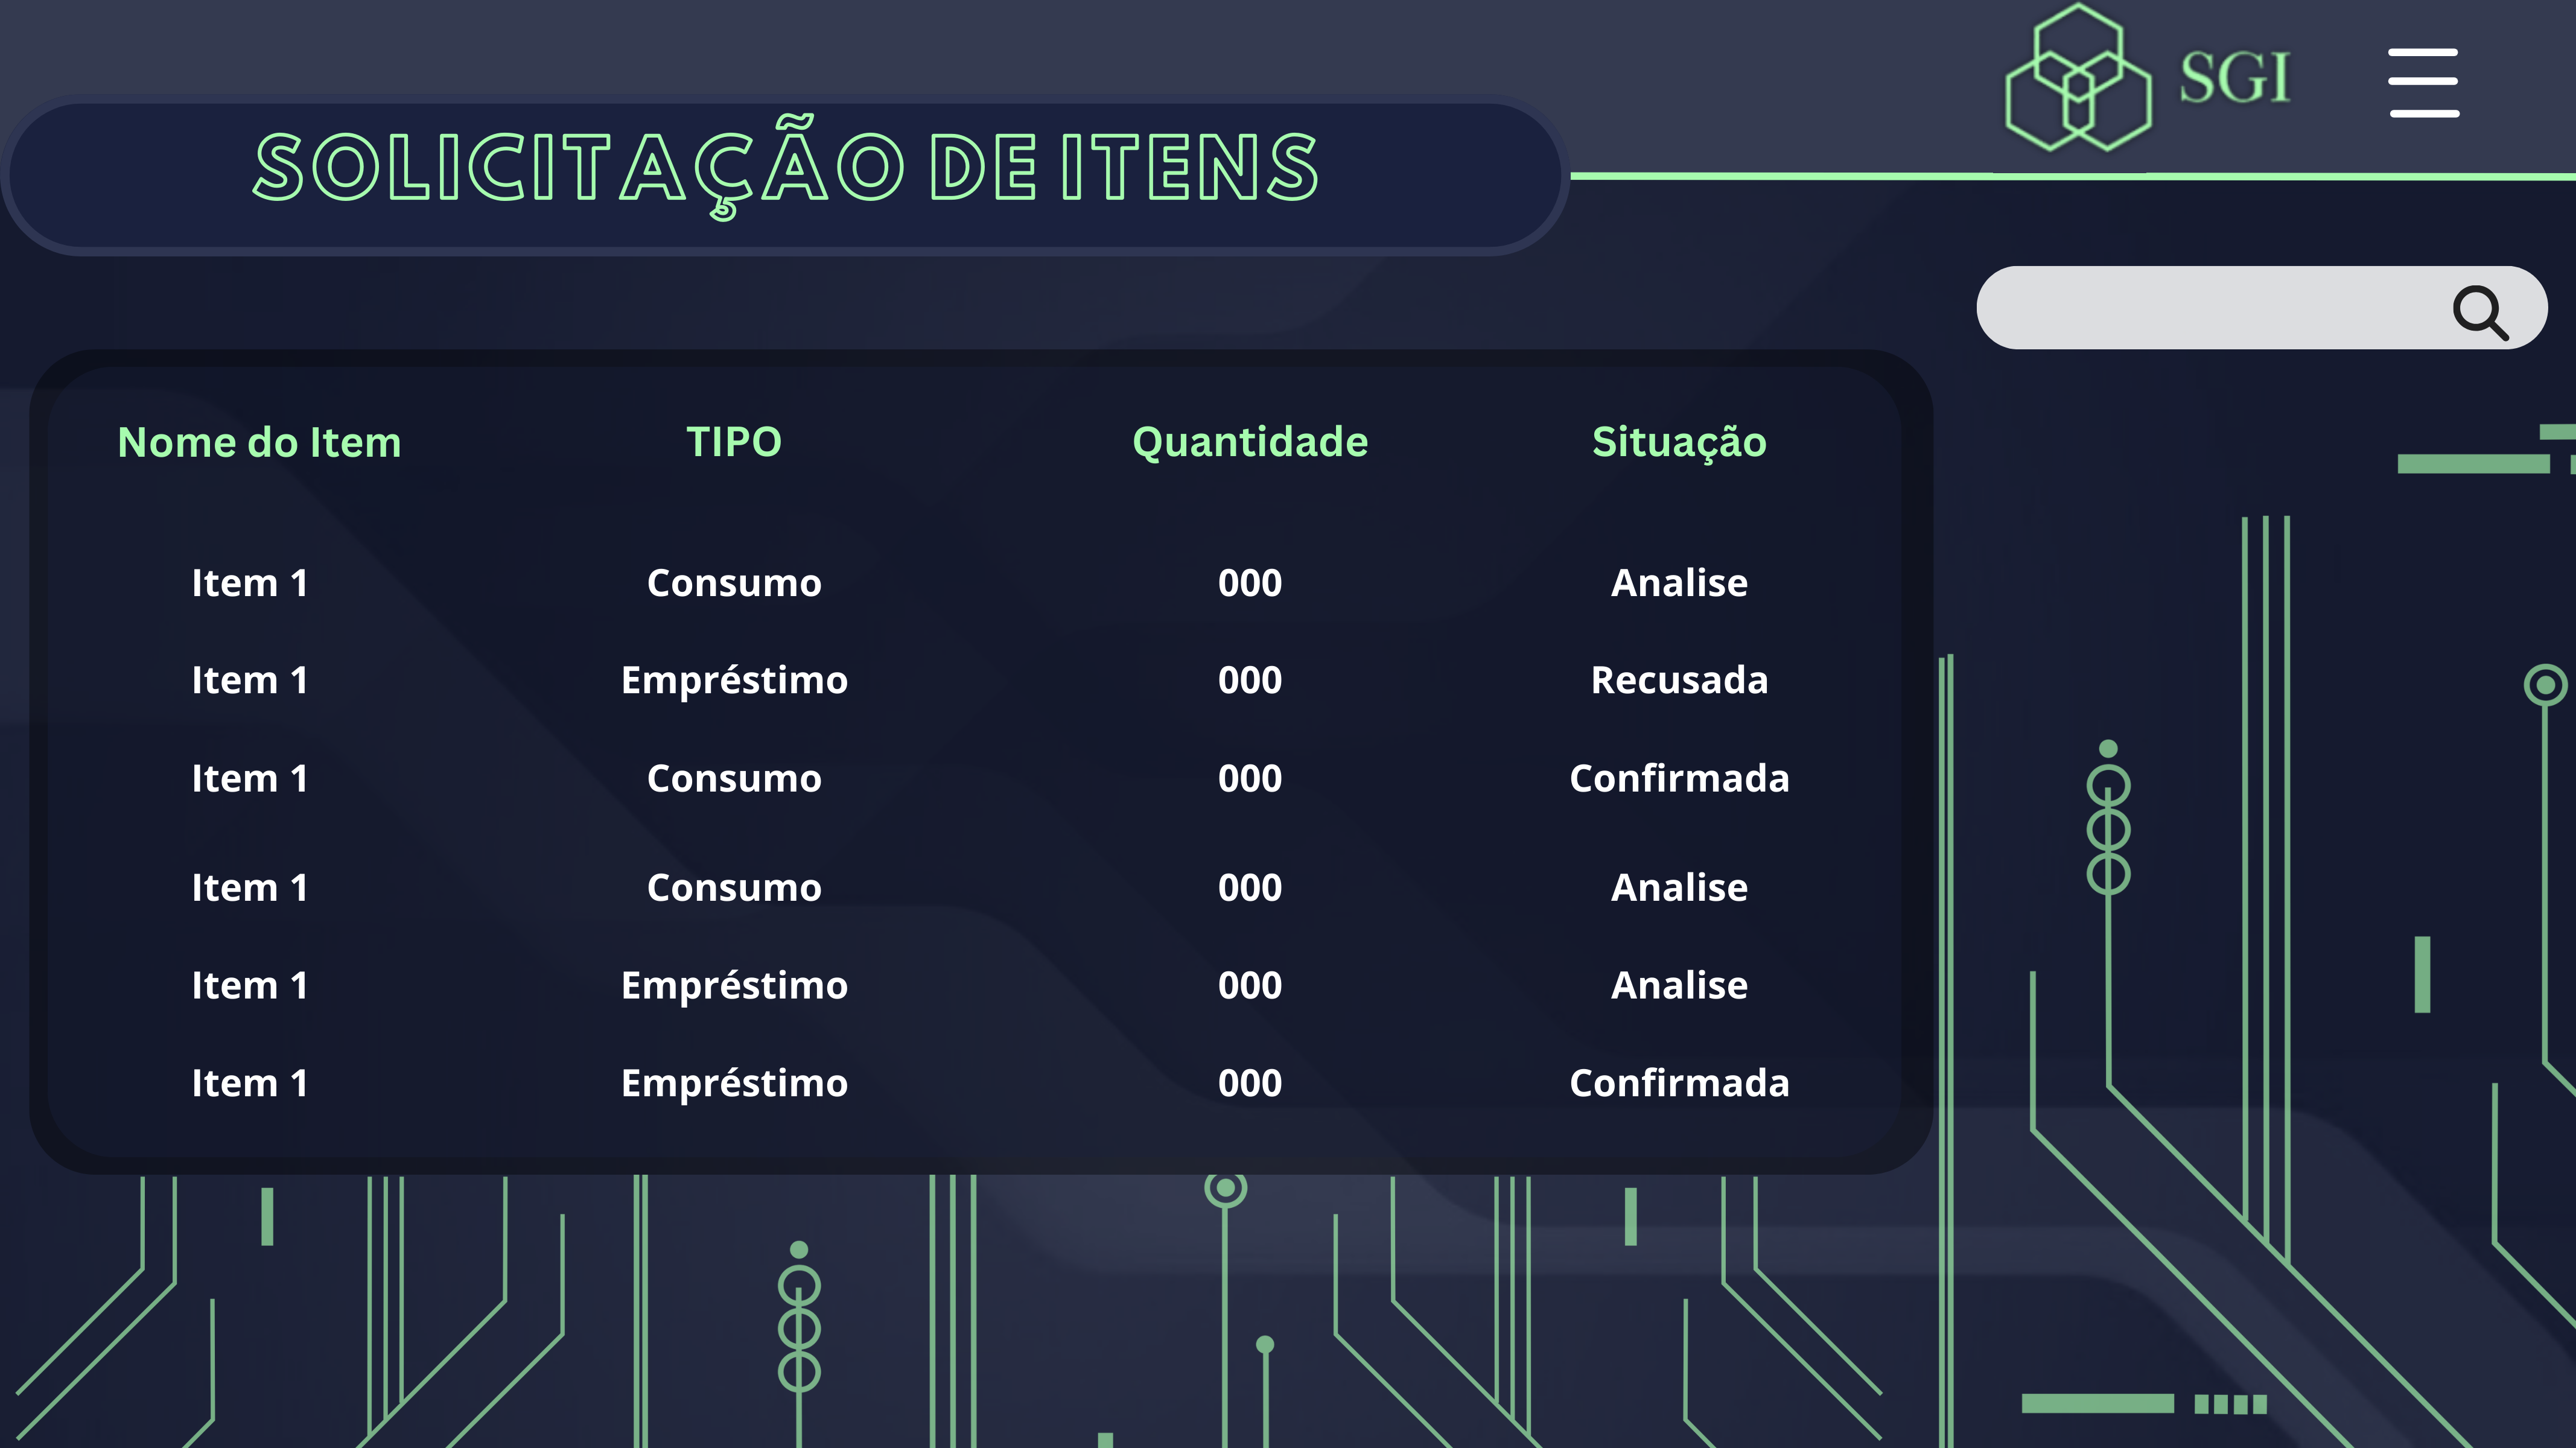 SGI
SOLICITAÇÃO DE ITENS
Nome do Item TIPO Quantidade Situação
Item 1 Consumo 000 Analise
Item 1 Empréstimo 000 Recusada
Item 1 Consumo 000 Confirmada
Item 1 Consumo 000 Analise
Item 1 Empréstimo 000 Analise
Item 1 Empréstimo 000 Confirmada